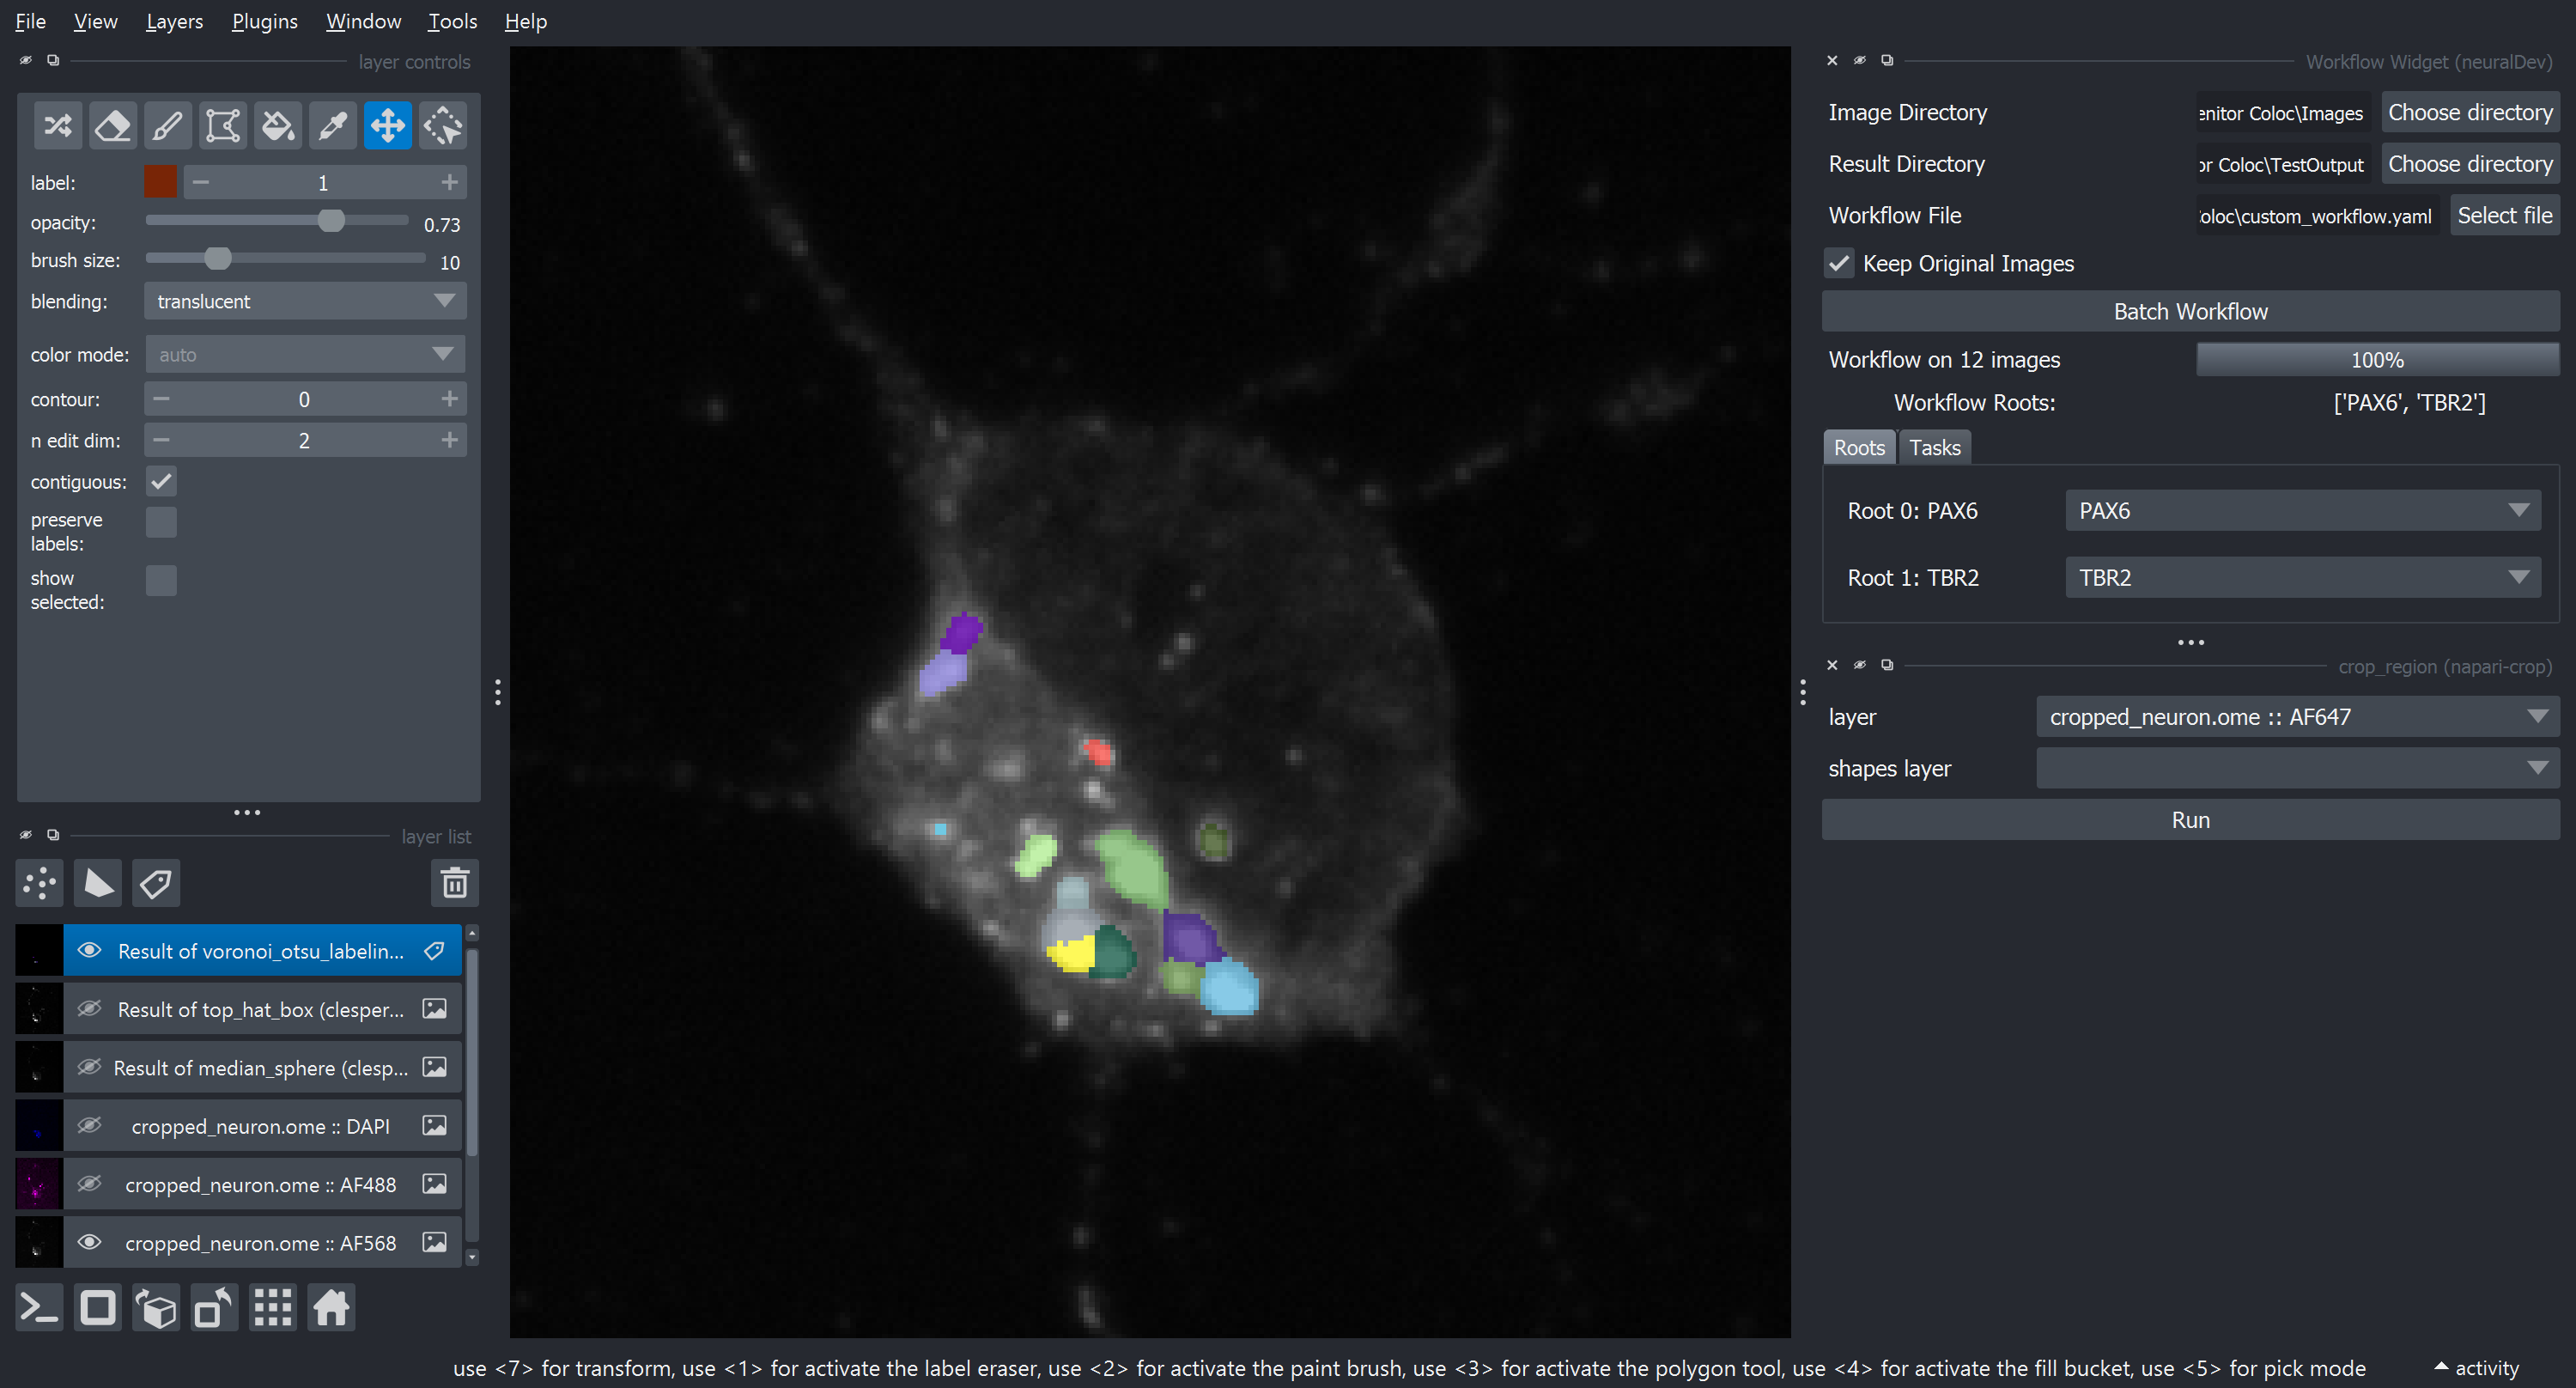 File View Layers Plugins Window Tools Help
layer controls
label: 1
opacity: 0.73
brush size: 10
blending: translucent
color mode: auto
contour: 0
n edit dim: 2
contiguous:
preserve
labels:
show
selected:
layer list
Result of voronoi_otsu_labelin...
Result of top_hat_box (clesper...
Result of median_sphere (clesp...
cropped_neuron.ome :: DAPI
cropped_neuron.ome :: AF488
cropped_neuron.ome :: AF568
Workflow Widget (neuralDev)
Image Directory enitor Coloc\Images Choose directory
Result Directory or Coloc\TestOutput Choose directory
Workflow File Coloc\custom_workflow.yaml Select file
Keep Original Images
Batch Workflow
Workflow on 12 images 100%
Workflow Roots: ['PAX6', 'TBR2']
Roots Tasks
Root 0: PAX6 PAX6
Root 1: TBR2 TBR2
crop_region (napari-crop)
layer cropped_neuron.ome :: AF647
shapes layer
Run
use <7> for transform, use <1> for activate the label eraser, use <2> for activate the paint brush, use <3> for activate the polygon tool, use <4> for activate the fill bucket, use <5> for pick mode activity